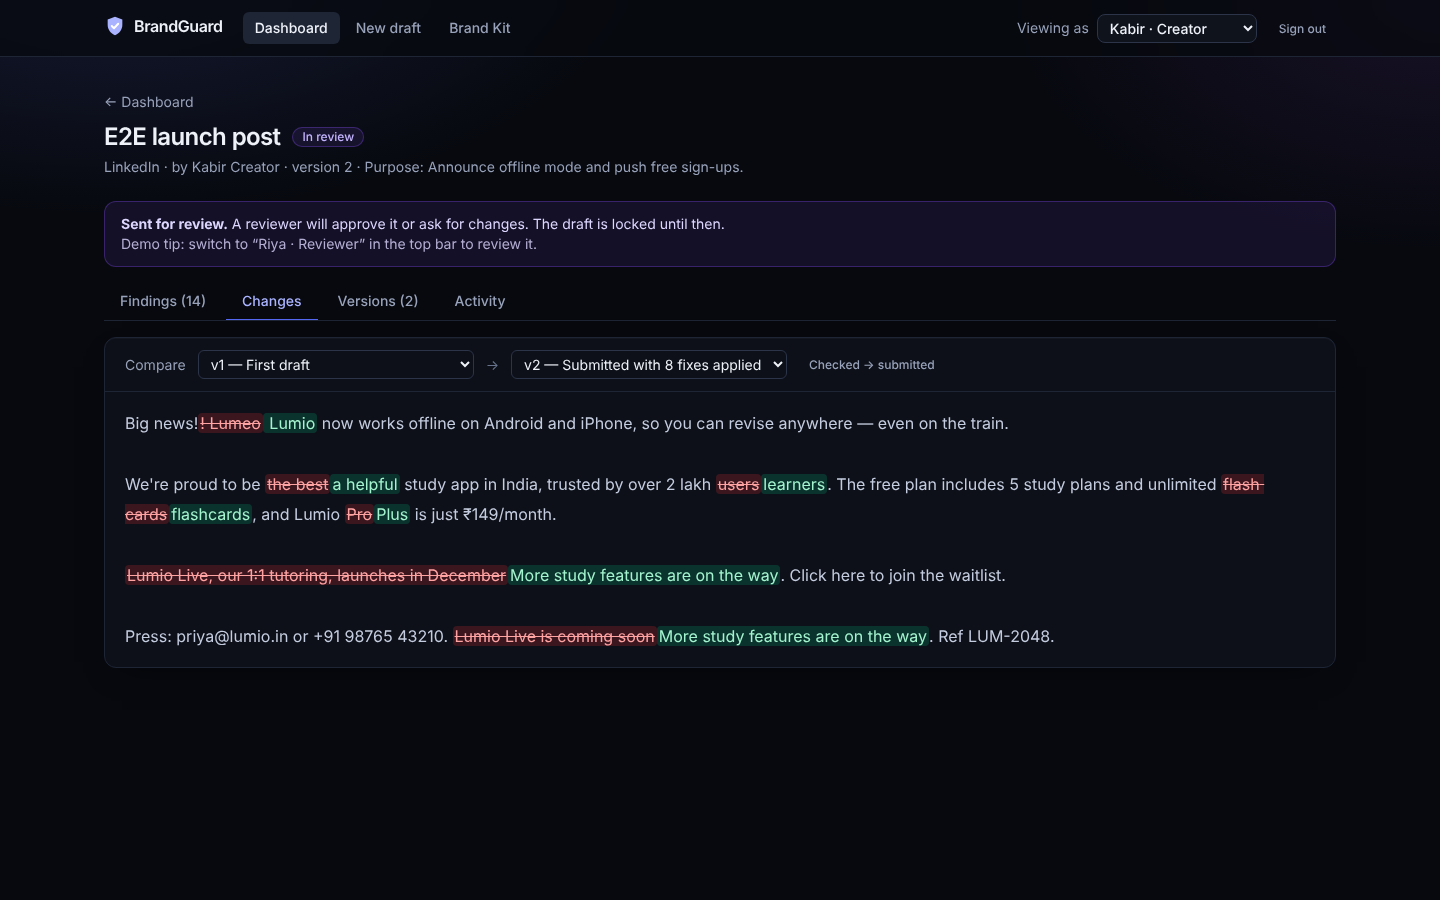 BrandGuard Dashboard New draft Brand Kit Viewing as Kabir · Creator Sign out
← Dashboard
E2E launch post In review
LinkedIn · by Kabir Creator · version 2 · Purpose: Announce offline mode and push free sign-ups.
Sent for review. A reviewer will approve it or ask for changes. The draft is locked until then.
Demo tip: switch to “Riya · Reviewer” in the top bar to review it.
Findings (14) Changes Versions (2) Activity
Compare v1 — First draft → v2 — Submitted with 8 fixes applied Checked → submitted
Big news!! Lumeo Lumio now works offline on Android and iPhone, so you can revise anywhere — even on the train.
We're proud to be the best a helpful study app in India, trusted by over 2 lakh users learners. The free plan includes 5 study plans and unlimited flash-
cards flashcards, and Lumio Pro Plus is just ₹149/month.
Lumio Live, our 1:1 tutoring, launches in December More study features are on the way. Click here to join the waitlist.
Press: priya@lumio.in or +91 98765 43210. Lumio Live is coming soon More study features are on the way. Ref LUM-2048.